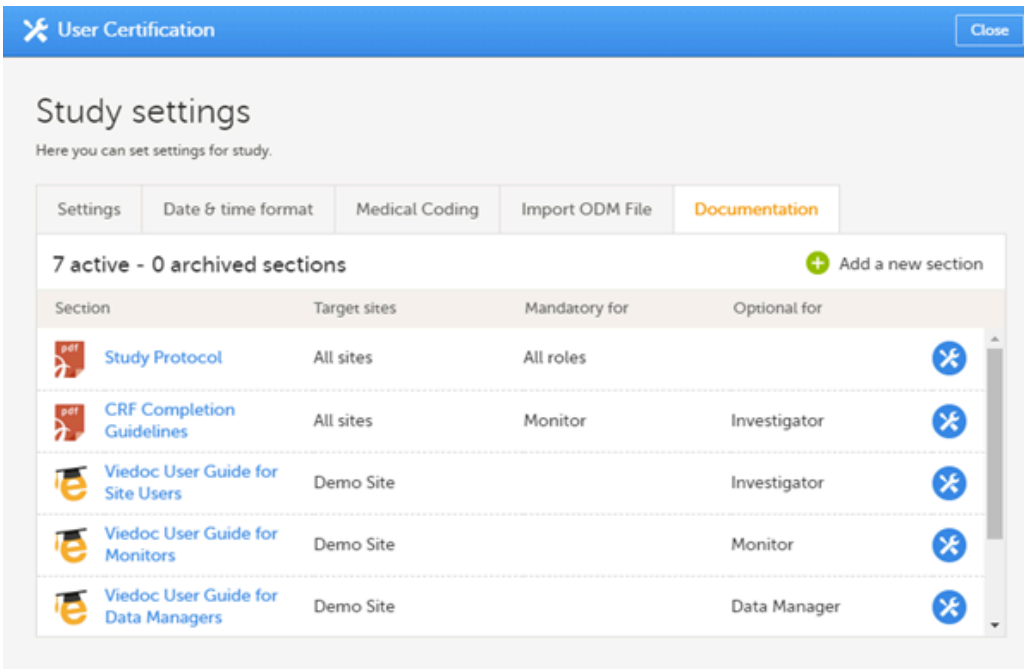 User Certification
Close
Study settings
Here you can set settings for study.
Settings
Date & time format
Medical Coding
Import ODM File
Documentation
7 active - 0 archived sections
Add a new section
Section
Target sites
Mandatory for
Optional for
pdf
Study Protocol
All sites
All roles
pdf
CRF Completion
Guidelines
All sites
Monitor
Investigator
Viedoc User Guide for
Site Users
Demo Site
Investigator
Viedoc User Guide for
Monitors
Demo Site
Monitor
Viedoc User Guide for
Data Managers
Demo Site
Data Manager